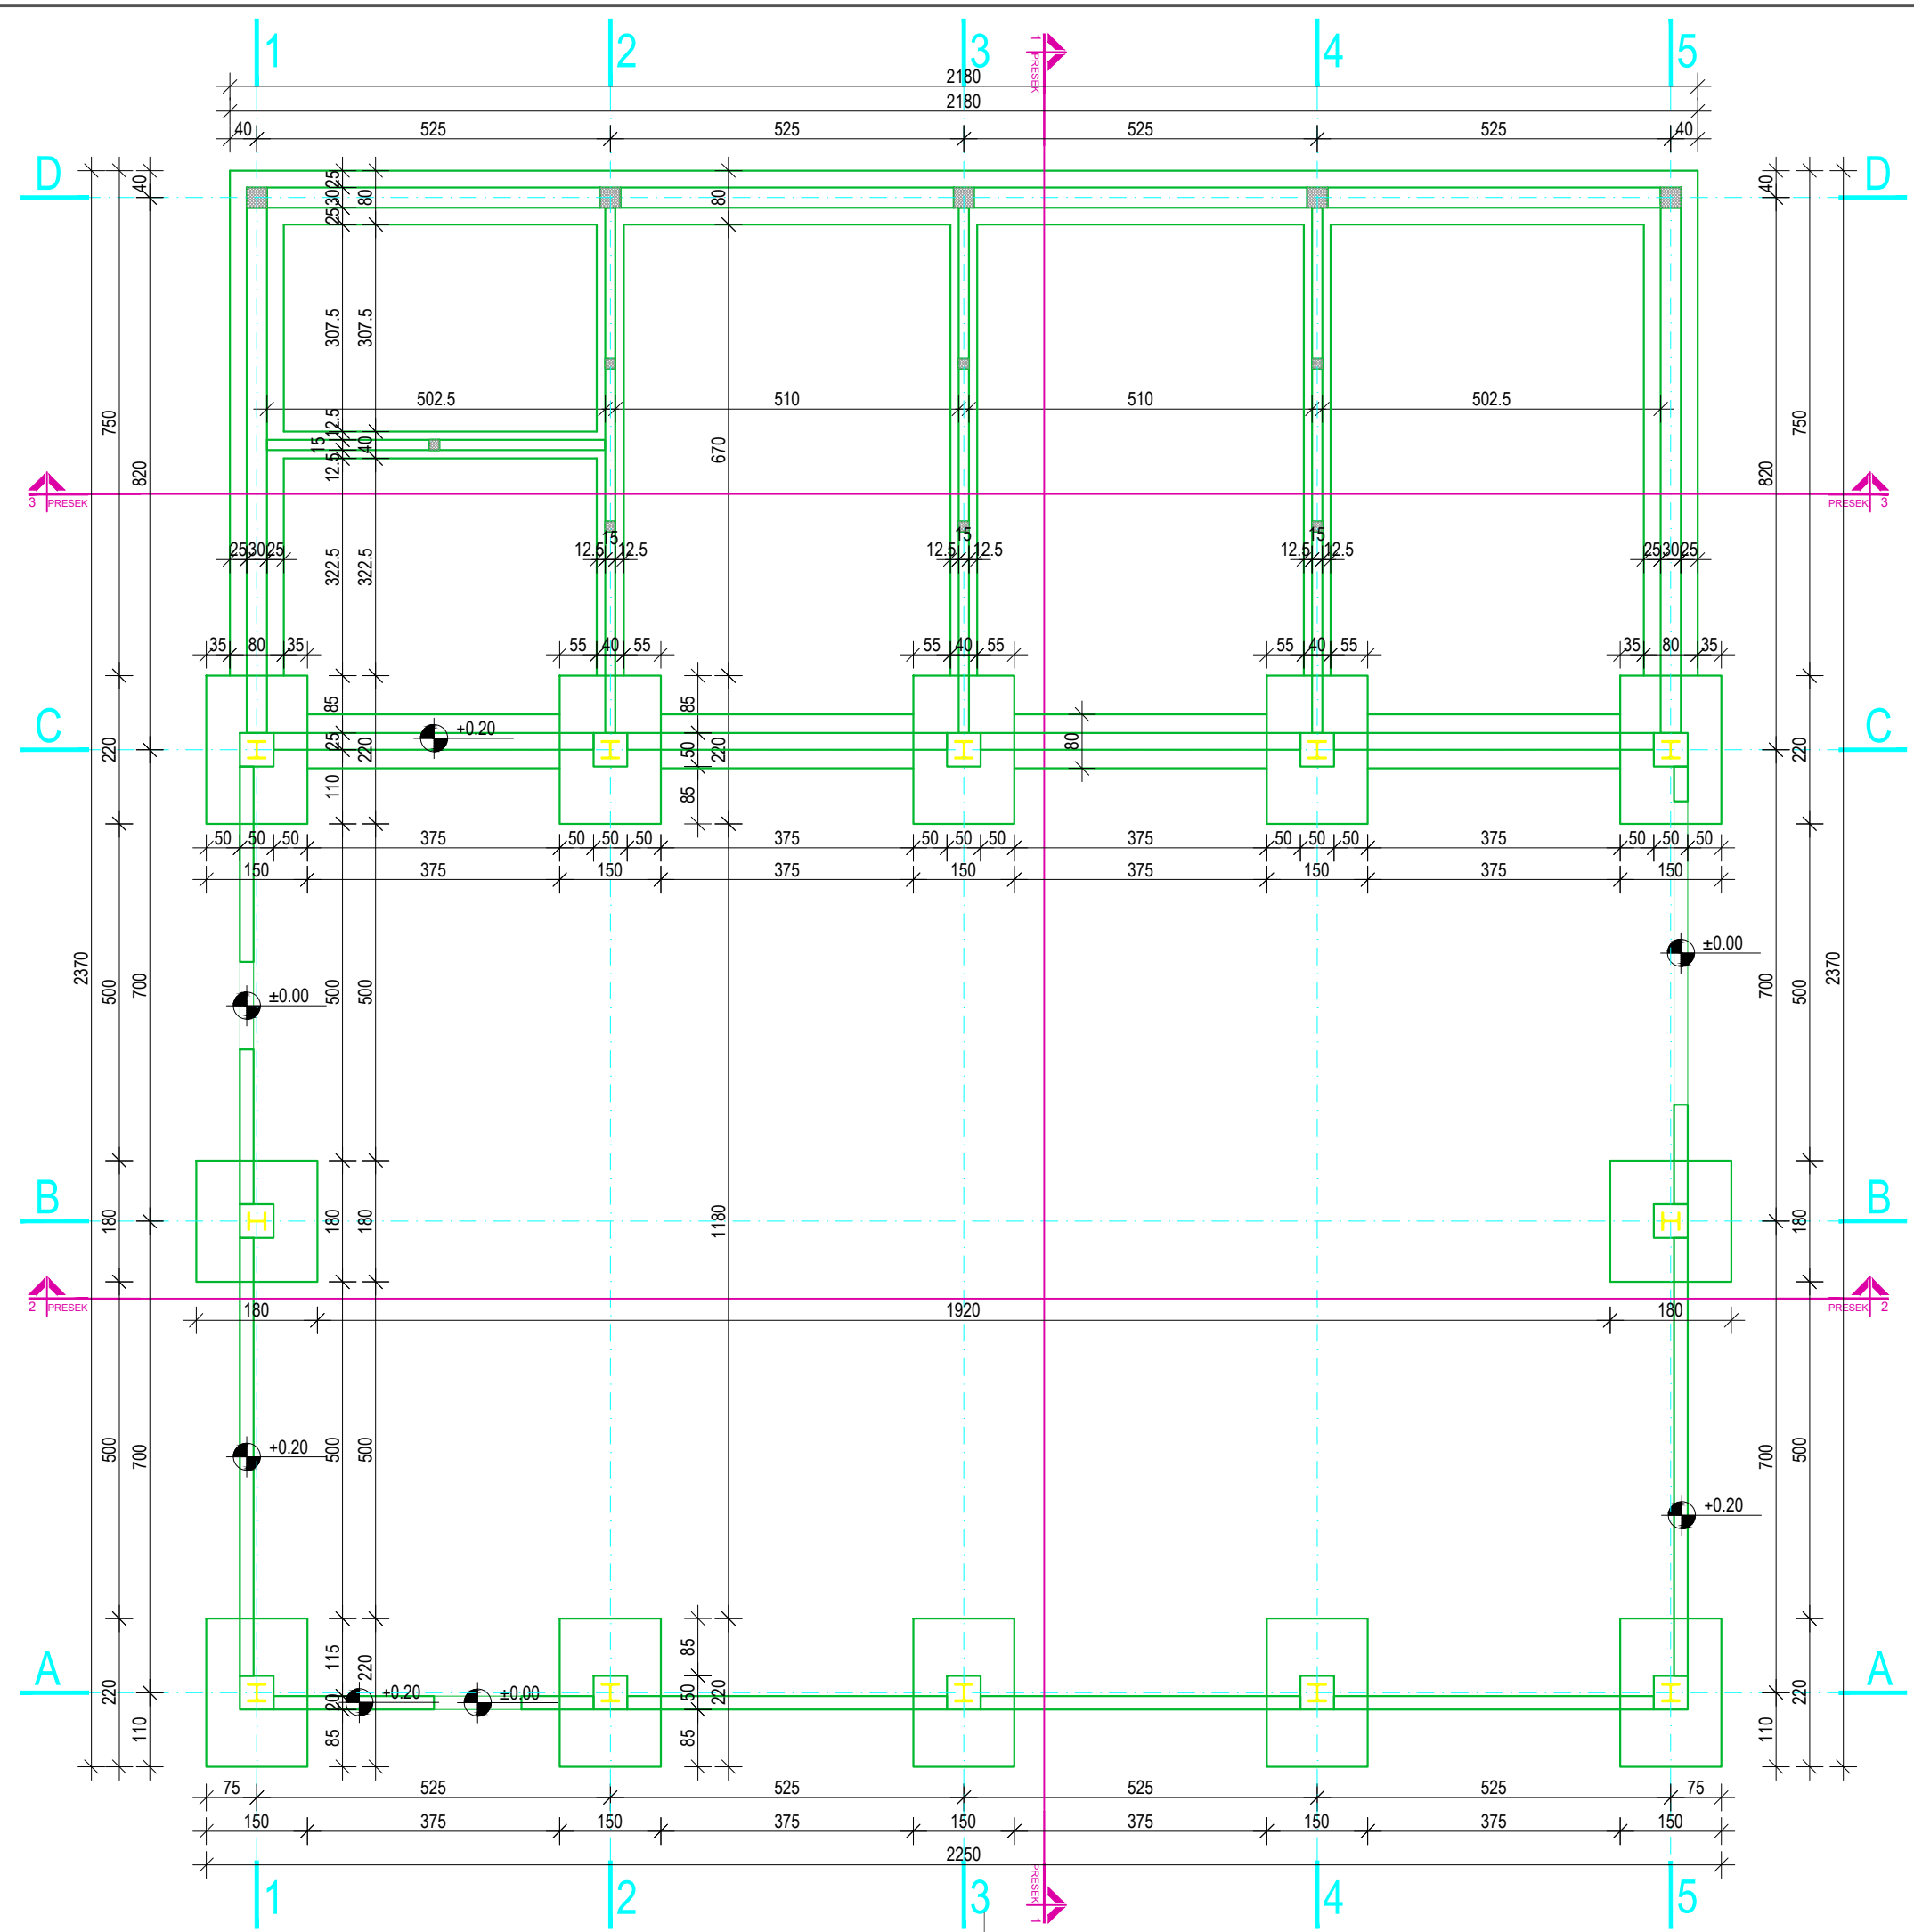 1 2 3 4 5
1 PRESEK
2180
2180
40 525 525 525 525 40
D D
40 25 30 25 80 80 40
307.5 307.5
502.5 510 510 502.5
750 820 12.5 15 12.5 40 670 820 750
3 PRESEK PRESEK 3
25 30 25 12.5 15 12.5 12.5 15 12.5 12.5 15 12.5 25 30 25
322.5 322.5
35 80 35 55 40 55 55 40 55 55 40 55 35 80 35
C C
220 85 25 110 220 +0.20 85 50 85 220 80 220
50 50 50 375 50 50 50 375 50 50 50 375 50 50 50 375 50 50 50
150 375 150 375 150 375 150 375 150
±0.00
2370 500 700 ±0.00 500 500 700 500 2370
B B
180 180 180 1180 180
2 PRESEK PRESEK 2
180 1920 180
500 700 +0.20 500 500 700 500
+0.20
A A
220 110 115 20 85 220 +0.20 ±0.00 85 50 85 220 110 220
75 525 525 525 525 75
150 375 150 375 150 375 150 375 150
2250
PRESEK 1
1 2 3 4 5